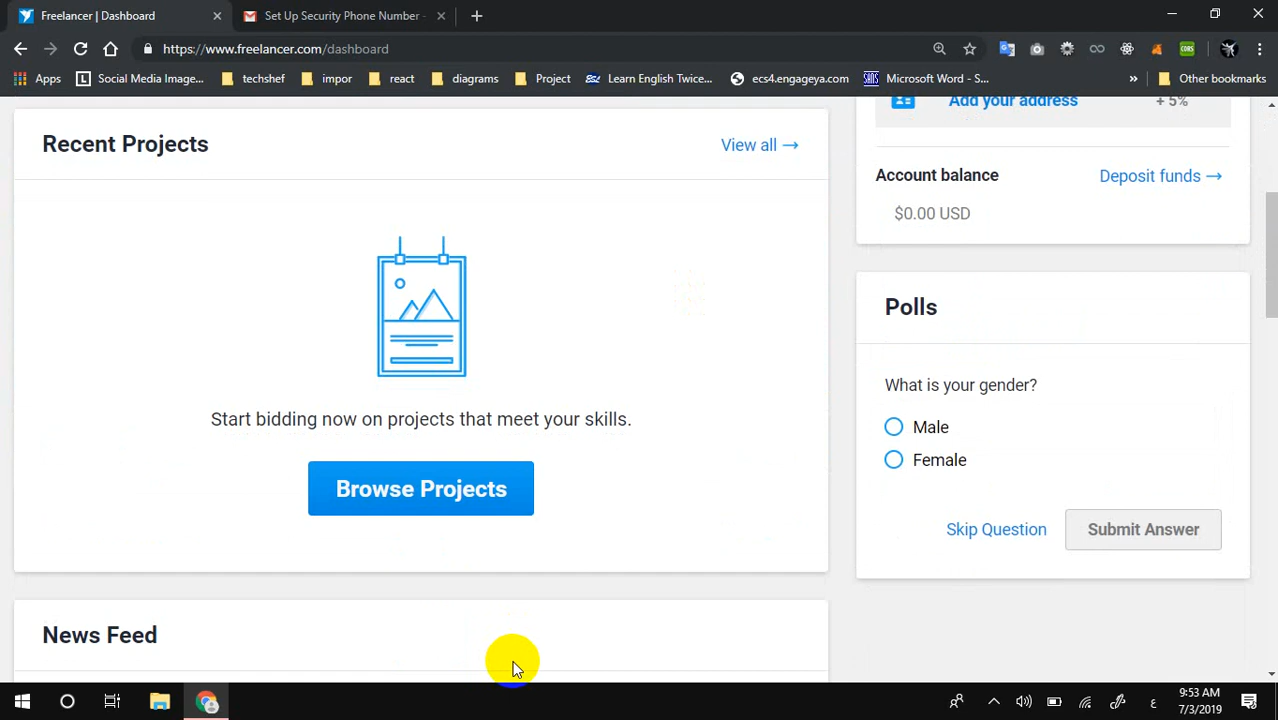 Freelancer | Dashboard
Set Up Security Phone Number -
https://www.freelancer.com/dashboard
Apps
Social Media Image...
techshef
impor
react
diagrams
Project
Learn English Twice...
ecs4.engageya.com
Microsoft Word - S...
»
Other bookmarks
Recent Projects
View all →
Start bidding now on projects that meet your skills.
Browse Projects
News Feed
Add your address
+ 5%
Account balance
Deposit funds →
$0.00 USD
Polls
What is your gender?
Male
Female
Skip Question
Submit Answer
ع
9:53 AM
7/3/2019